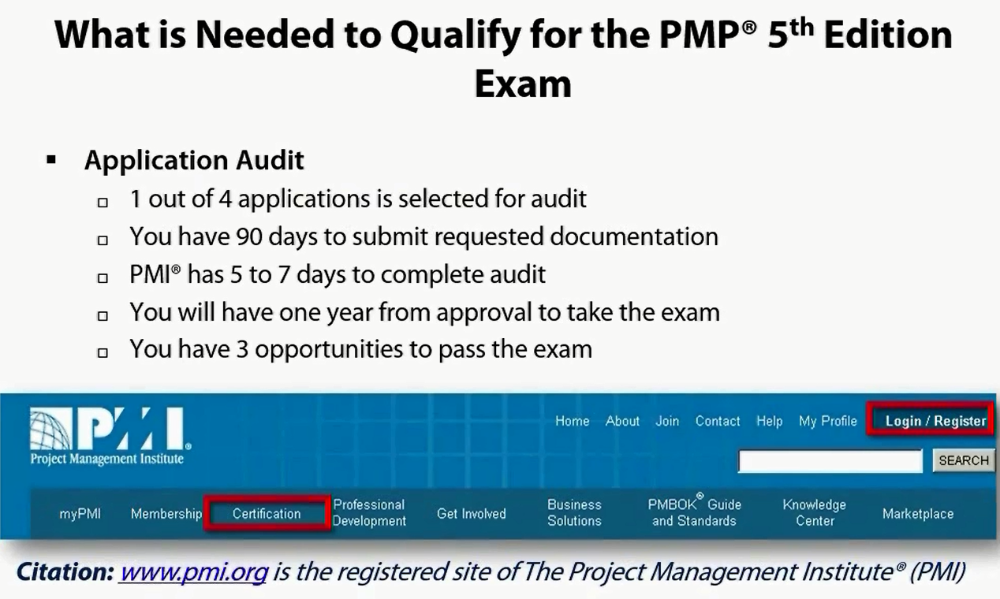 What is Needed to Qualify for the PMP® 5th Edition
Exam
▪ Application Audit
▫ 1 out of 4 applications is selected for audit
▫ You have 90 days to submit requested documentation
▫ PMI® has 5 to 7 days to complete audit
▫ You will have one year from approval to take the exam
▫ You have 3 opportunities to pass the exam
PMI®
Project Management Institute
Home About Join Contact Help My Profile Login / Register
SEARCH
myPMI Membership Certification Professional Development Get Involved Business Solutions PMBOK® Guide and Standards Knowledge Center Marketplace
Citation: www.pmi.org is the registered site of The Project Management Institute® (PMI)